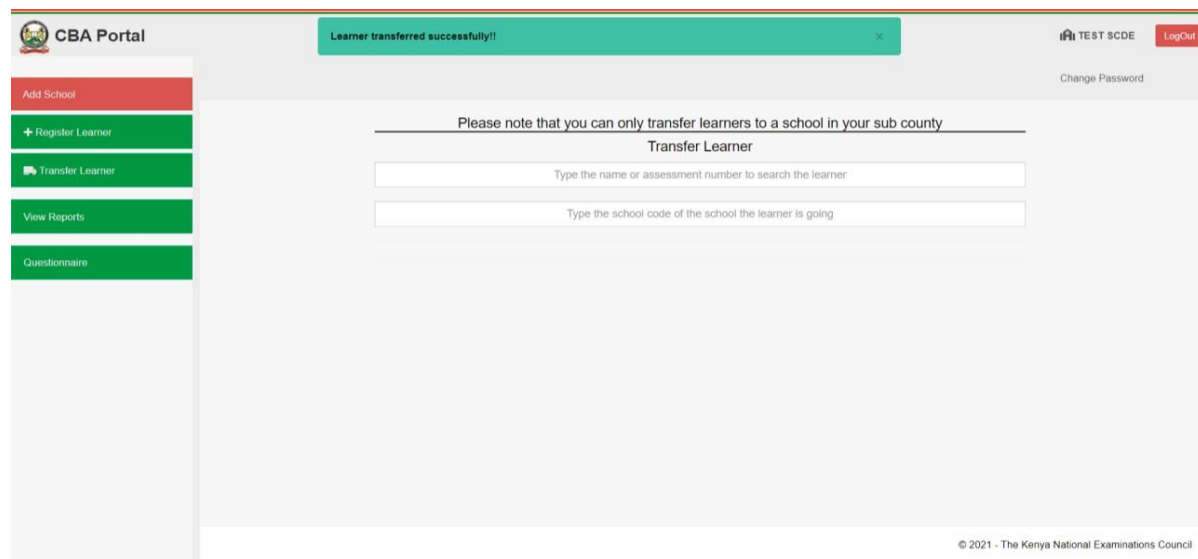 CBA Portal
Learner transferred successfully!!
×
TEST SCDE
LogOut
Change Password
Add School
Register Learner
Transfer Learner
View Reports
Questionnaire
Please note that you can only transfer learners to a school in your sub county
Transfer Learner
Type the name or assessment number to search the learner
Type the school code of the school the learner is going
© 2021 - The Kenya National Examinations Council